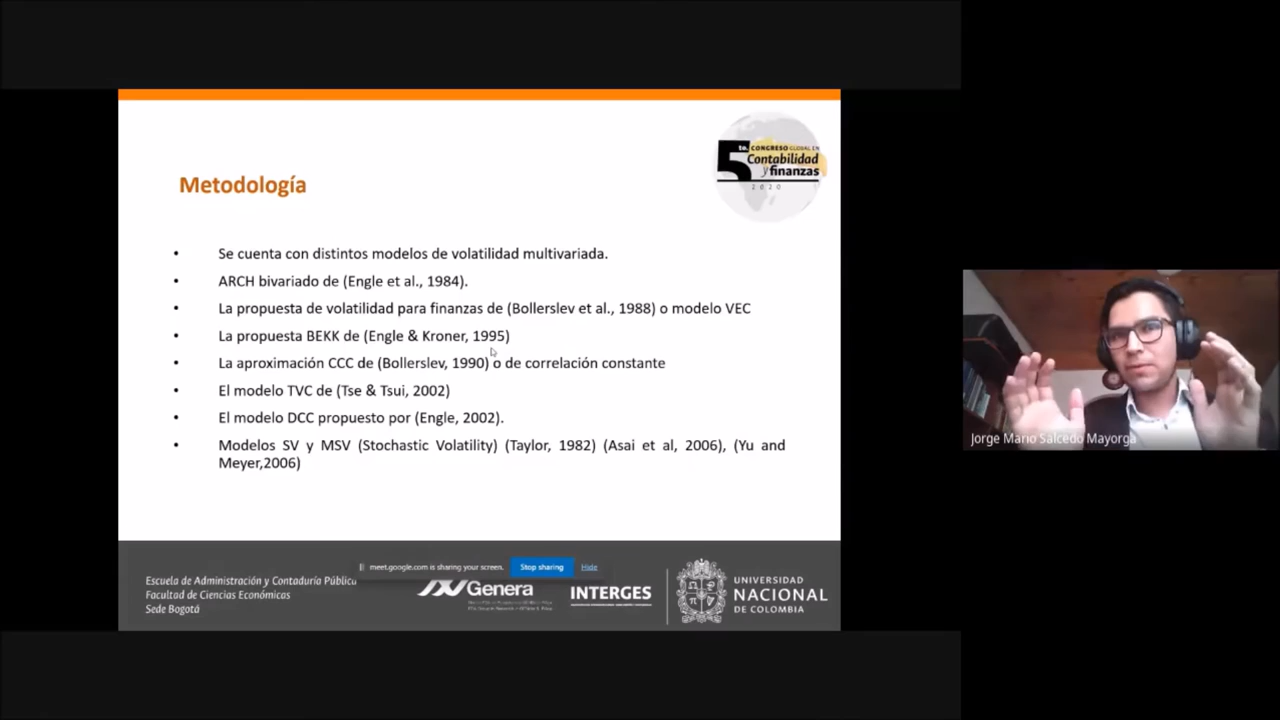 5to. CONGRESO GLOBAL EN
Contabilidad
y finanzas
2020
Metodología
• Se cuenta con distintos modelos de volatilidad multivariada.
• ARCH bivariado de (Engle et al., 1984).
• La propuesta de volatilidad para finanzas de (Bollerslev et al., 1988) o modelo VEC
• La propuesta BEKK de (Engle & Kroner, 1995)
• La aproximación CCC de (Bollerslev, 1990) o de correlación constante
• El modelo TVC de (Tse & Tsui, 2002)
• El modelo DCC propuesto por (Engle, 2002).
• Modelos SV y MSV (Stochastic Volatility) (Taylor, 1982) (Asai et al, 2006), (Yu and
Meyer,2006)
Jorge Mario Salcedo Mayorga
meet.google.com is sharing your screen. Stop sharing Hide
Escuela de Administración y Contaduría Pública
Facultad de Ciencias Económicas
Sede Bogotá
Genera
INTERGES
UNIVERSIDAD
NACIONAL
DE COLOMBIA